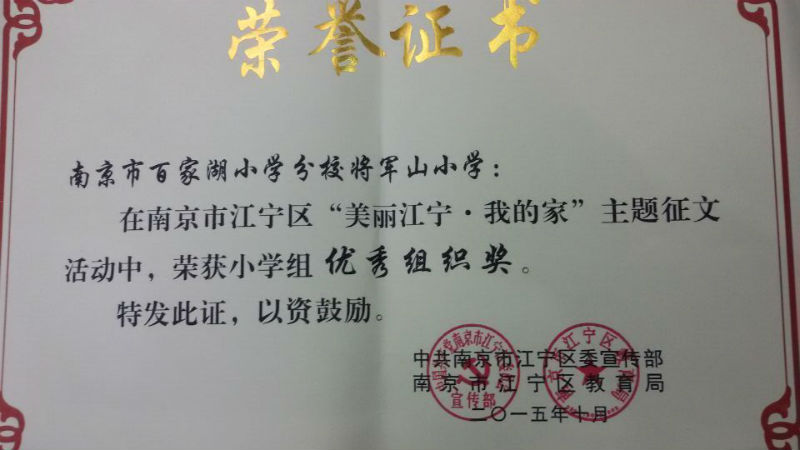 荣誉证书
南京市百家湖小学分校将军山小学：
在南京市江宁区“美丽江宁·我的家”主题征文
活动中，荣获小学组优秀组织奖。
特发此证，以资鼓励。
中共南京市江宁区委宣传部
南京市江宁区教育局
宣传部
二〇一五年十月